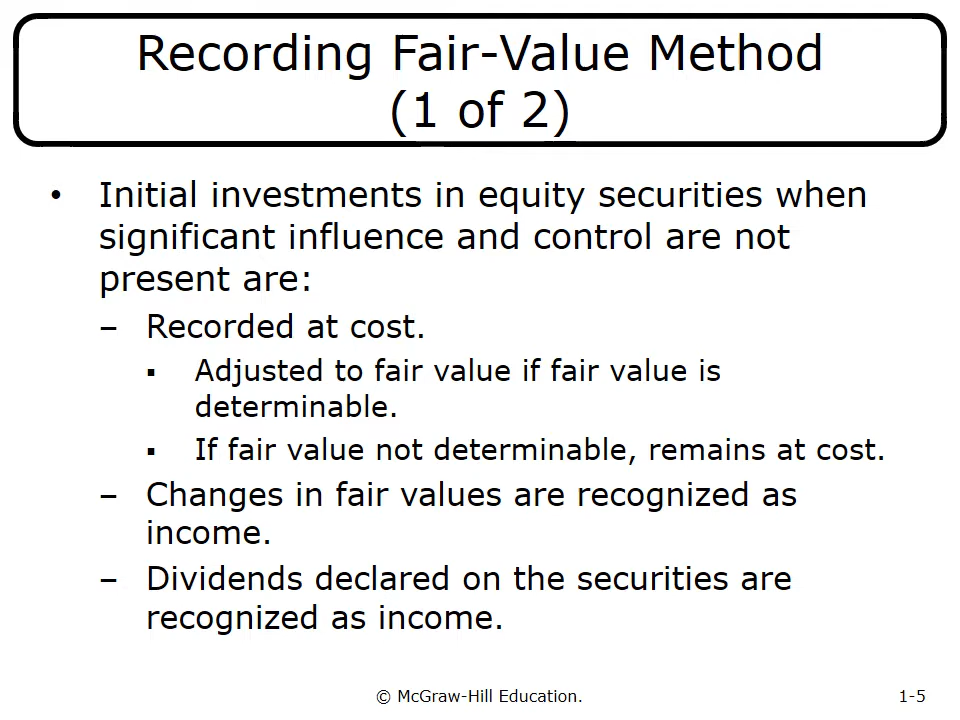 Recording Fair-Value Method
(1 of 2)
• Initial investments in equity securities when
significant influence and control are not
present are:
– Recorded at cost.
▪ Adjusted to fair value if fair value is
determinable.
▪ If fair value not determinable, remains at cost.
– Changes in fair values are recognized as
income.
– Dividends declared on the securities are
recognized as income.
© McGraw-Hill Education.
1-5